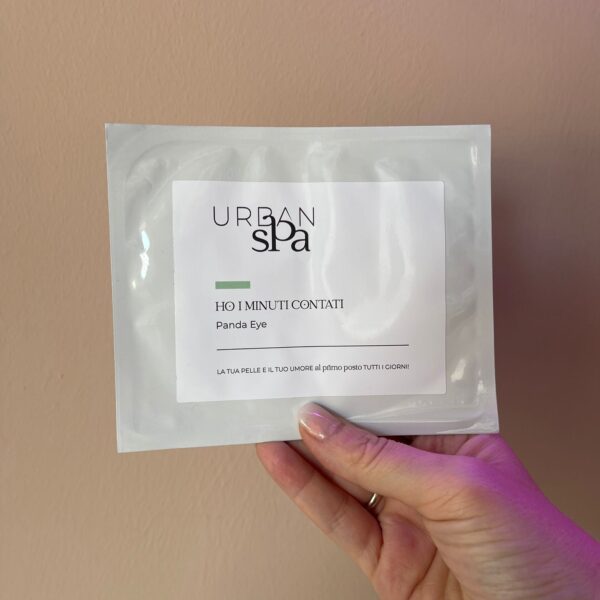 URBAN
spa
HO I MINUTI CONTATI
Panda Eye
LA TUA PELLE E IL TUO UMORE al primo posto TUTTI I GIORNI!